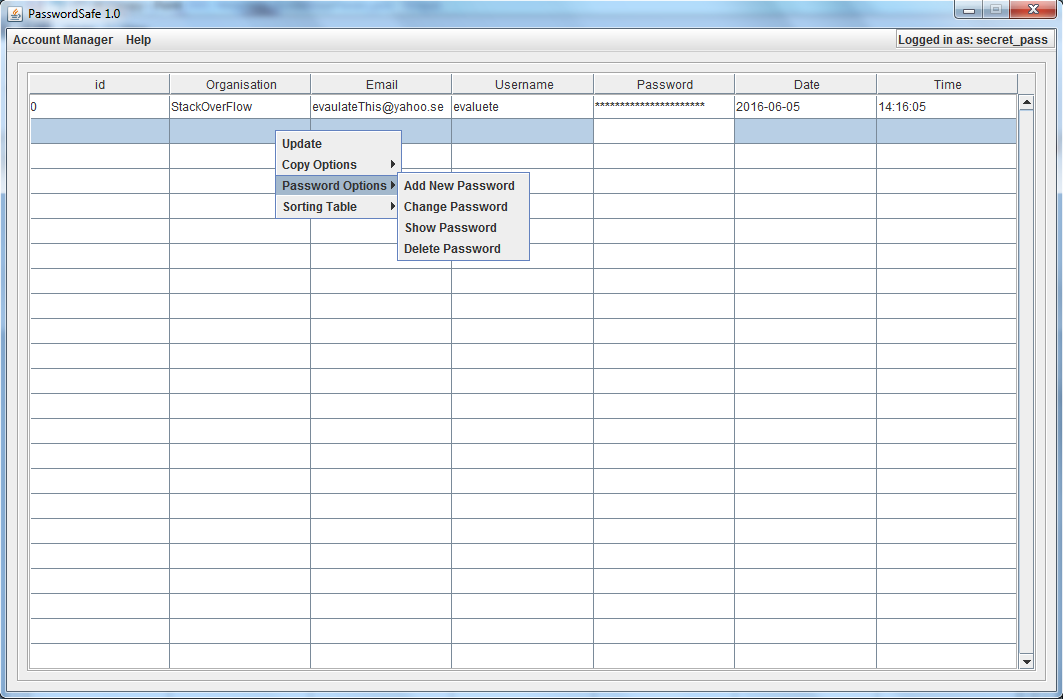 PasswordSafe 1.0
Account Manager Help
Logged in as: secret_pass
id Organisation Email Username Password Date Time
0 StackOverFlow evaulateThis@yahoo.se evaluete ********************** 2016-06-05 14:16:05
Update
Copy Options
Password Options
Sorting Table
Add New Password
Change Password
Show Password
Delete Password